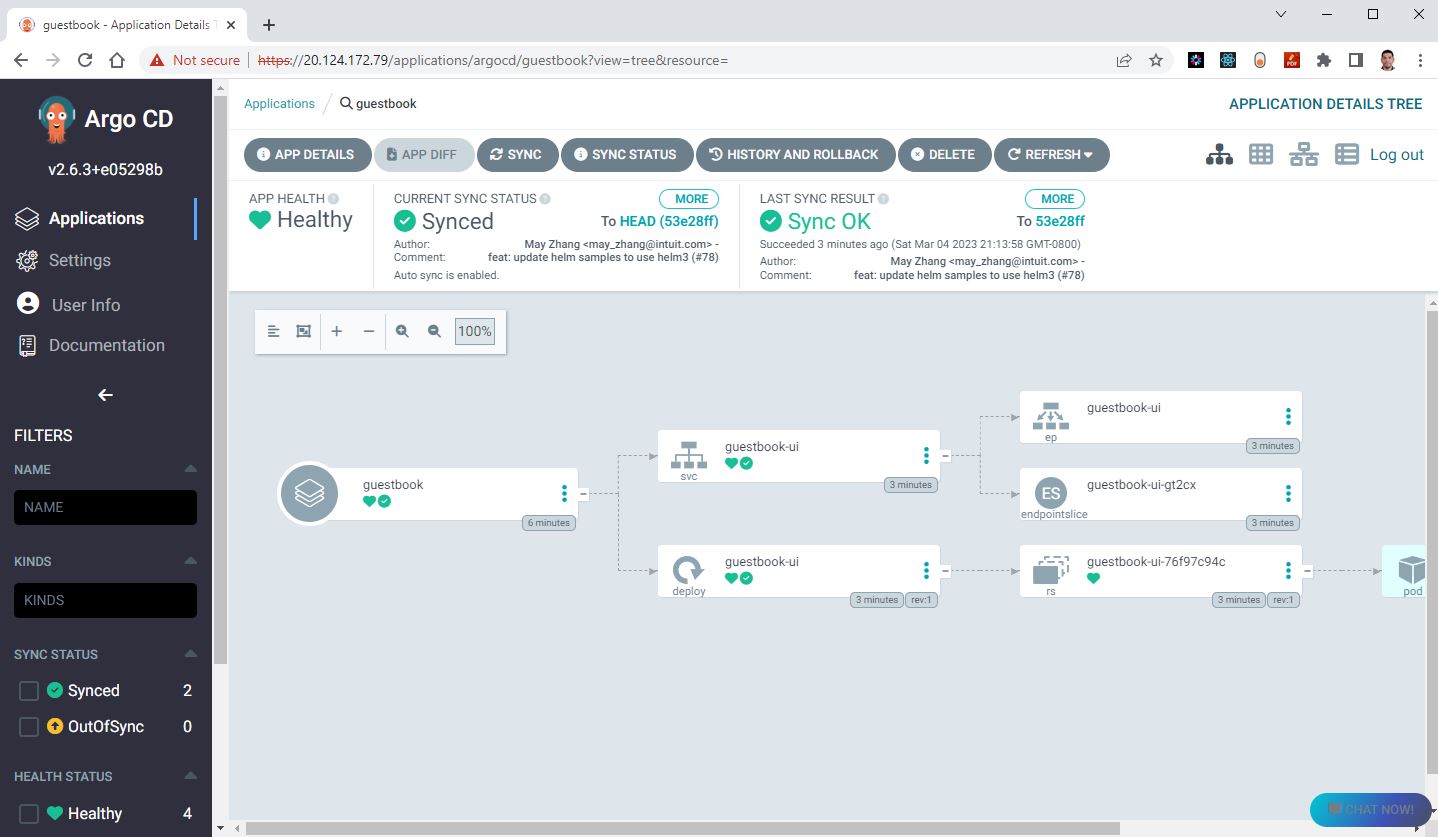 guestbook - Application Details T
Not secure
https://20.124.172.79/applications/argocd/guestbook?view=tree&resource=
PDF
Argo CD
v2.6.3+e05298b
Applications
Settings
User Info
Documentation
FILTERS
NAME
NAME
KINDS
KINDS
SYNC STATUS
Synced 2
OutOfSync 0
HEALTH STATUS
Healthy 4
Applications / guestbook
APPLICATION DETAILS TREE
APP DETAILS APP DIFF SYNC SYNC STATUS HISTORY AND ROLLBACK DELETE REFRESH
Log out
APP HEALTH
Healthy
CURRENT SYNC STATUS MORE
Synced To HEAD (53e28ff)
Author: May Zhang <may_zhang@intuit.com> -
Comment: feat: update helm samples to use helm3 (#78)
Auto sync is enabled.
LAST SYNC RESULT MORE
Sync OK To 53e28ff
Succeeded 3 minutes ago (Sat Mar 04 2023 21:13:58 GMT-0800)
Author: May Zhang <may_zhang@intuit.com> -
Comment: feat: update helm samples to use helm3 (#78)
100%
guestbook
6 minutes
guestbook-ui
svc
3 minutes
guestbook-ui
deploy
3 minutes rev:1
guestbook-ui
ep
3 minutes
ES
guestbook-ui-gt2cx
endpointslice
3 minutes
guestbook-ui-76f97c94c
rs
3 minutes rev:1
pod
CHAT NOW!